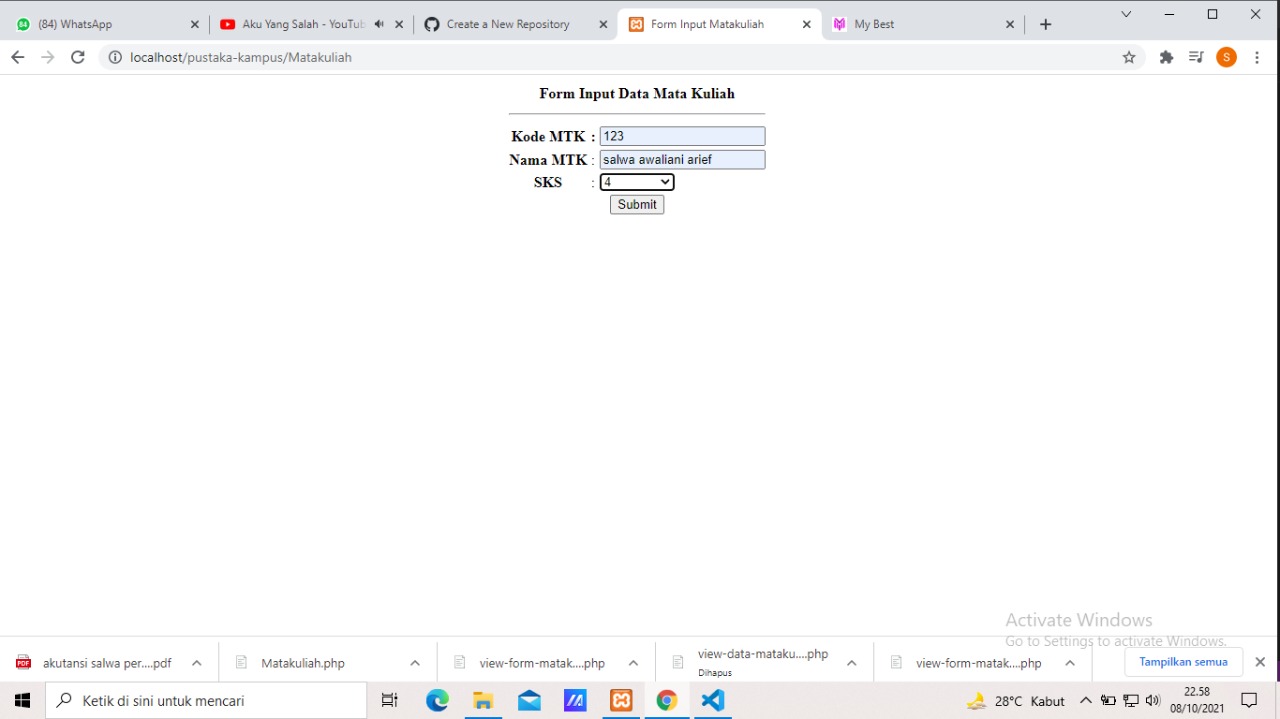 (84) WhatsApp
Aku Yang Salah - YouTub
Create a New Repository
Form Input Matakuliah
My Best
localhost/pustaka-kampus/Matakuliah
S
Form Input Data Mata Kuliah
Kode MTK : 123
Nama MTK : salwa awaliani arief
SKS : 4
Submit
Activate Windows
Go to Settings to activate Windows.
akutansi salwa per....pdf
Matakuliah.php
view-form-matak....php
view-data-mataku....php
Dihapus
view-form-matak....php
Tampilkan semua
Ketik di sini untuk mencari
28°C Kabut
22.58
08/10/2021